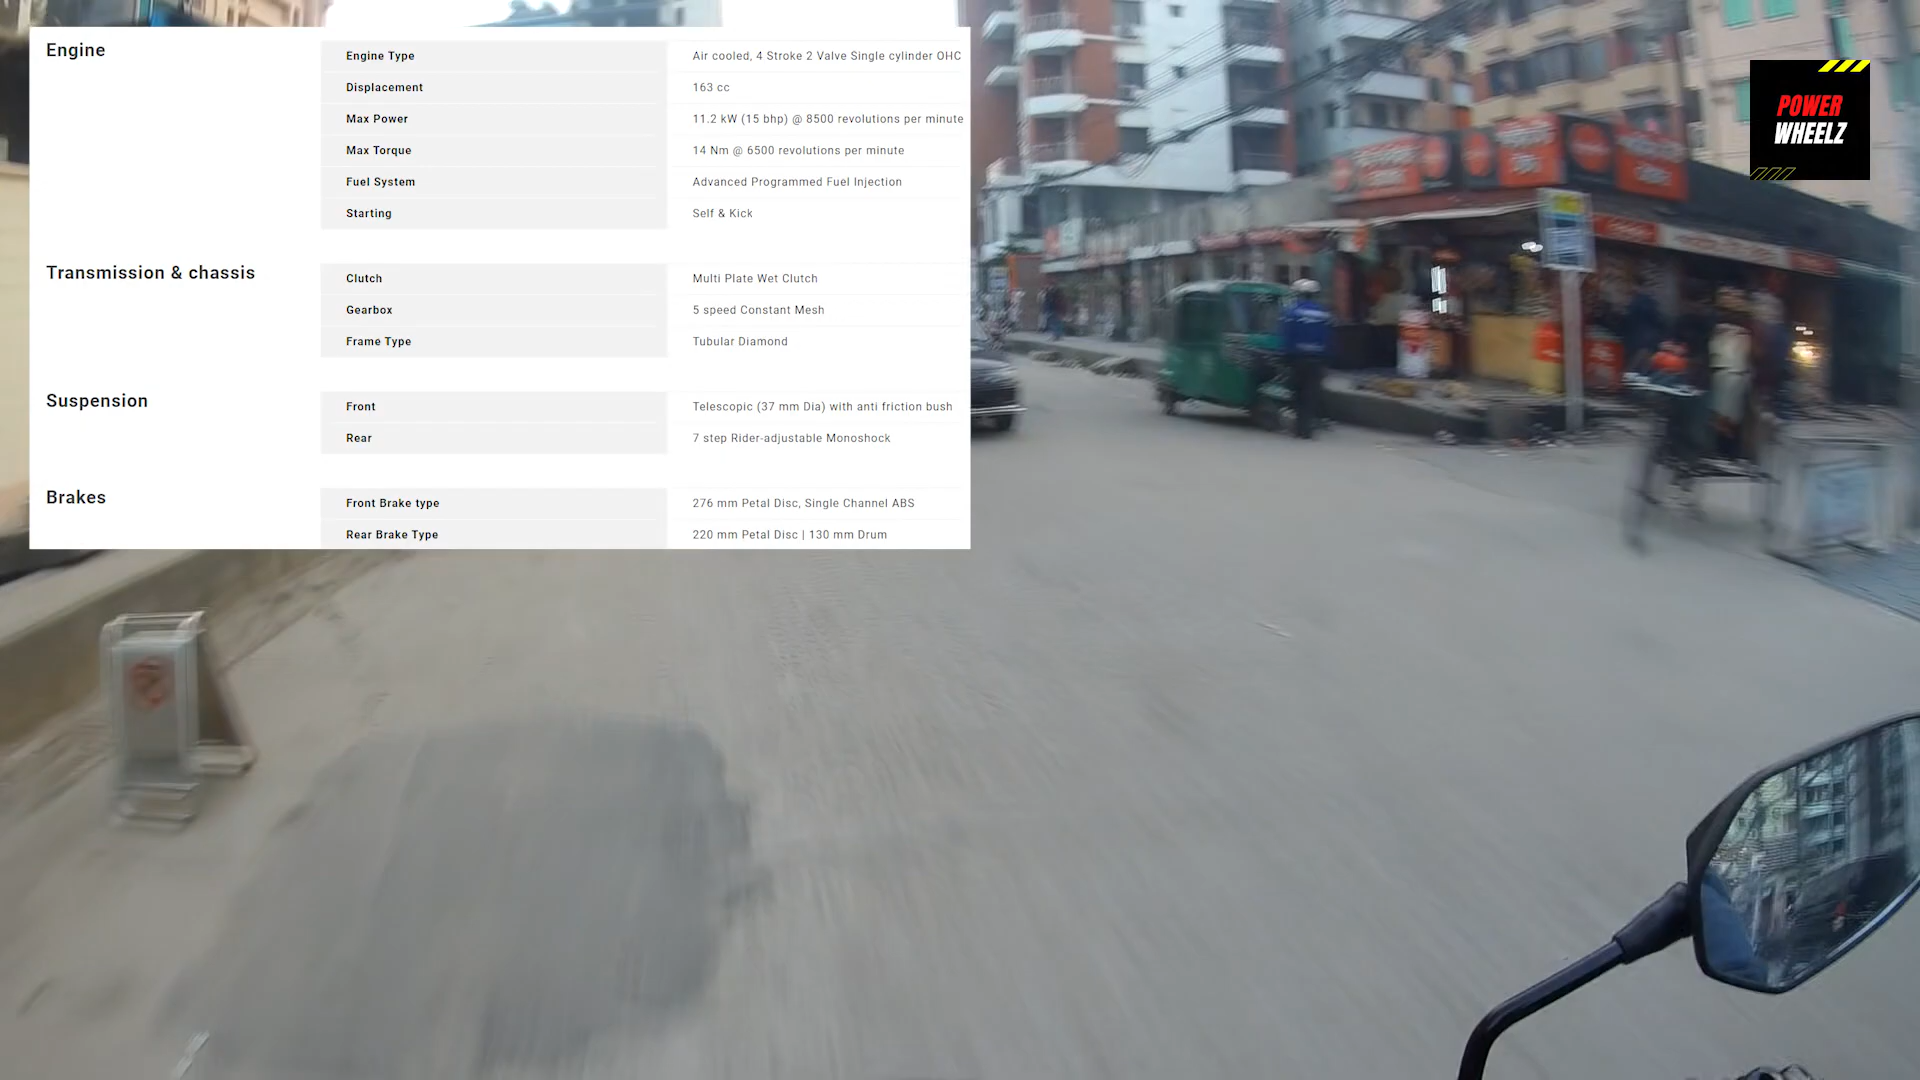 Engine
Engine Type Air cooled, 4 Stroke 2 Valve Single cylinder OHC
Displacement 163 cc
Max Power 11.2 kW (15 bhp) @ 8500 revolutions per minute
Max Torque 14 Nm @ 6500 revolutions per minute
Fuel System Advanced Programmed Fuel Injection
Starting Self & Kick
Transmission & chassis
Clutch Multi Plate Wet Clutch
Gearbox 5 speed Constant Mesh
Frame Type Tubular Diamond
Suspension
Front Telescopic (37 mm Dia) with anti friction bush
Rear 7 step Rider-adjustable Monoshock
Brakes
Front Brake type 276 mm Petal Disc, Single Channel ABS
Rear Brake Type 220 mm Petal Disc | 130 mm Drum
POWER
WHEELZ